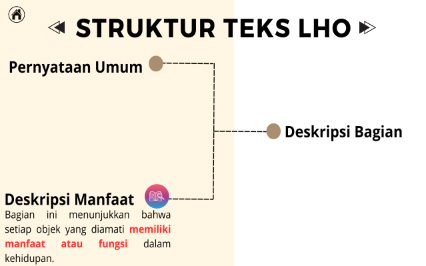 STRUKTUR TEKS LHO
Pernyataan Umum
Deskripsi Bagian
Deskripsi Manfaat
Bagian ini menunjukkan bahwa
setiap objek yang diamati memiliki
manfaat atau fungsi dalam
kehidupan.